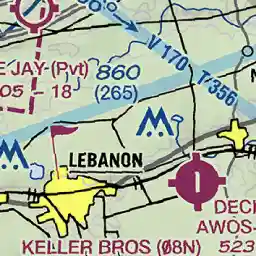 V 170
T 356
E JAY (Pvt)
05 - 18
860
(265)
LEBANON
DECK
AWOS-
KELLER BROS (08N)
523